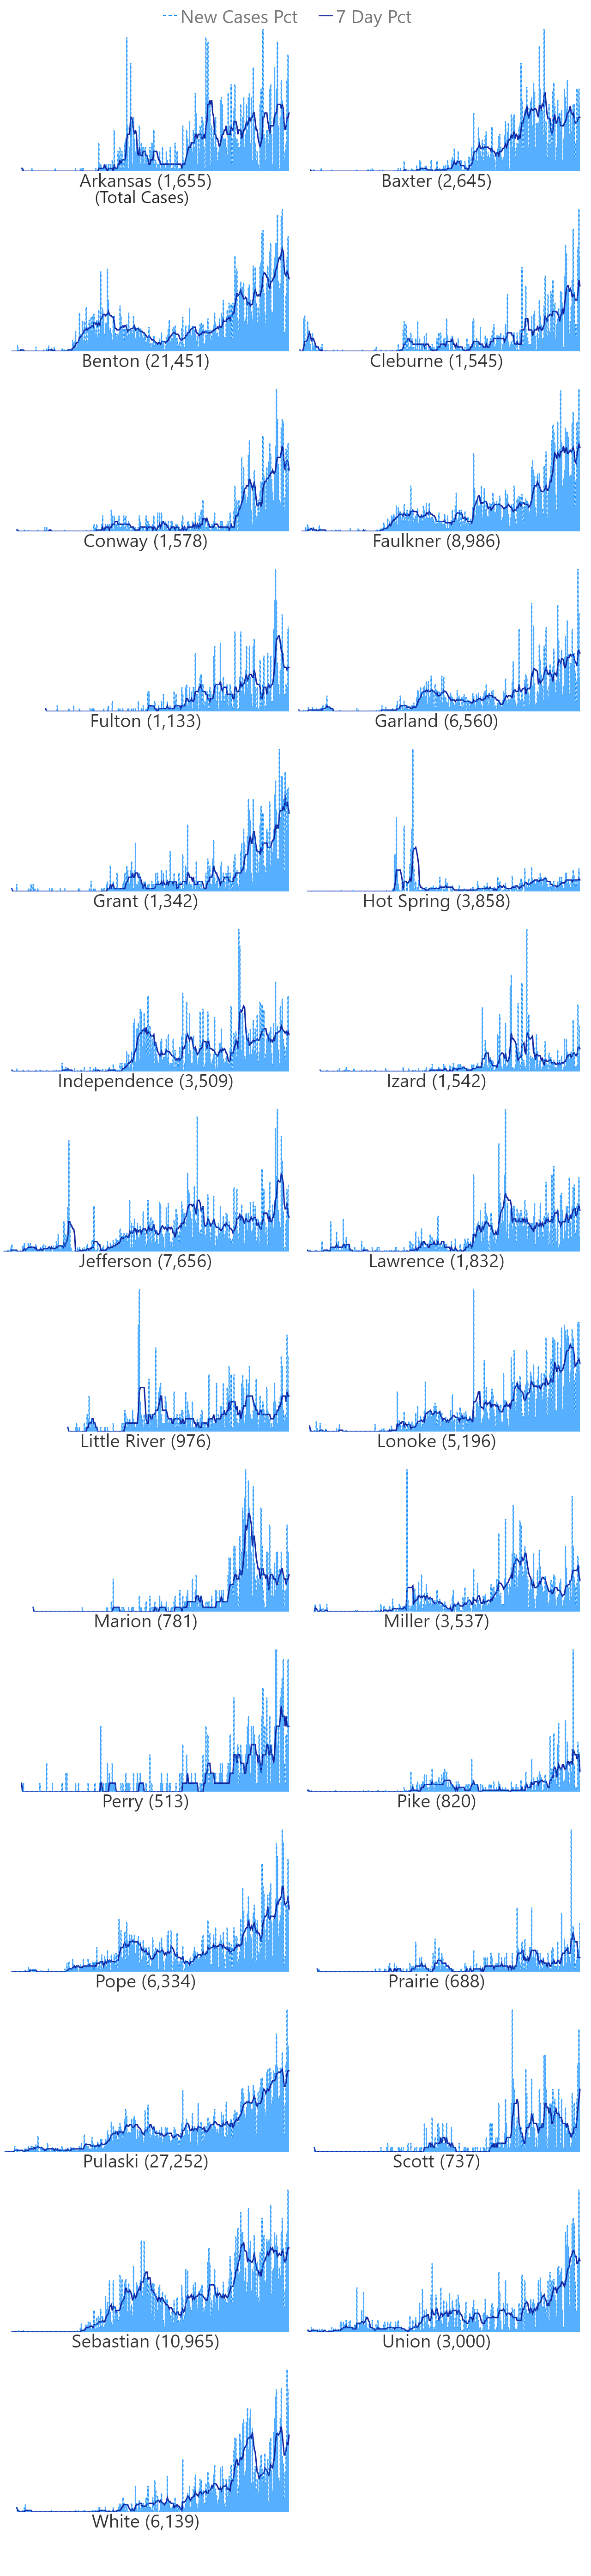 New Cases Pct 7 Day Pct
Arkansas (1,655) Baxter (2,645)
(Total Cases)
Benton (21,451) Cleburne (1,545)
Conway (1,578) Faulkner (8,986)
Fulton (1,133) Garland (6,560)
Grant (1,342) Hot Spring (3,858)
Independence (3,509) Izard (1,542)
Jefferson (7,656) Lawrence (1,832)
Little River (976) Lonoke (5,196)
Marion (781) Miller (3,537)
Perry (513) Pike (820)
Pope (6,334) Prairie (688)
Pulaski (27,252) Scott (737)
Sebastian (10,965) Union (3,000)
White (6,139)